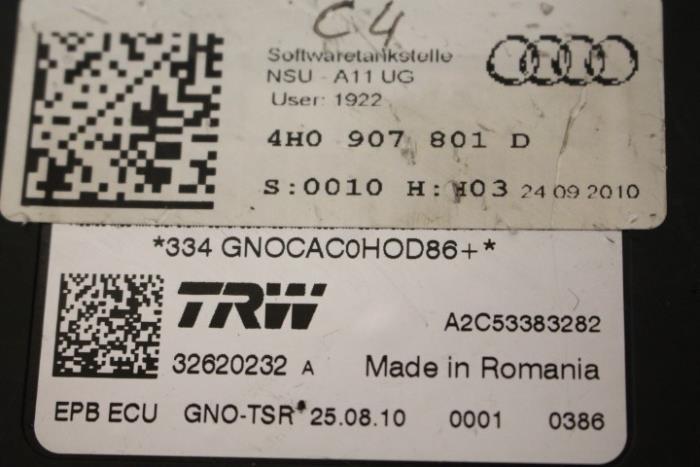 C4
Softwaretankstelle
NSU - A11 UG
User: 1922
4H0 907 801 D
S:0010 H: H03 24 09 2010
*334 GNOCAC0HOD86+*
TRW
A2C53383282
32620232 A Made in Romania
EPB ECU GNO-TSR* 25.08.10 0001 0386